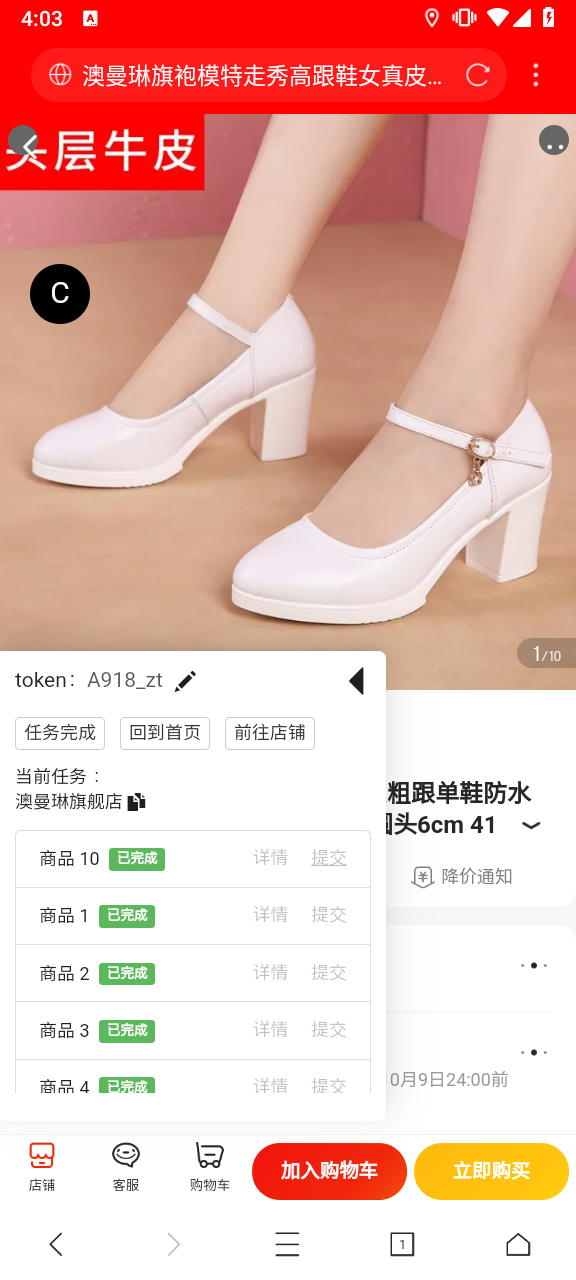 4:03
A
澳曼琳旗袍模特走秀高跟鞋女真皮...
头层牛皮
C
1/10
token: A918_zt
任务完成 回到首页 前往店铺
当前任务：
澳曼琳旗舰店
粗跟单鞋防水
圆头6cm 41
降价通知
商品 10 已完成 详情 提交
商品 1 已完成 详情 提交
商品 2 已完成 详情 提交
商品 3 已完成 详情 提交
商品 4 已完成 详情 提交
0月9日24:00前
店铺 客服 购物车 加入购物车 立即购买
1